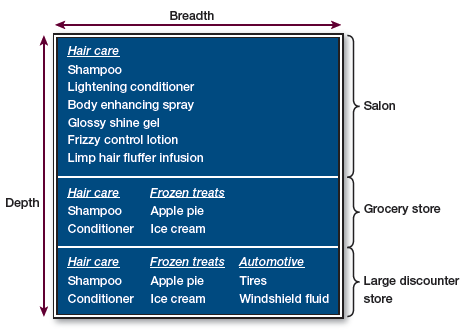 Breadth
Depth
Hair care
Shampoo
Lightening conditioner
Body enhancing spray
Glossy shine gel
Frizzy control lotion
Limp hair fluffer infusion
Salon
Hair care Frozen treats
Shampoo Apple pie
Conditioner Ice cream
Grocery store
Hair care Frozen treats Automotive
Shampoo Apple pie Tires
Conditioner Ice cream Windshield fluid
Large discounter
store